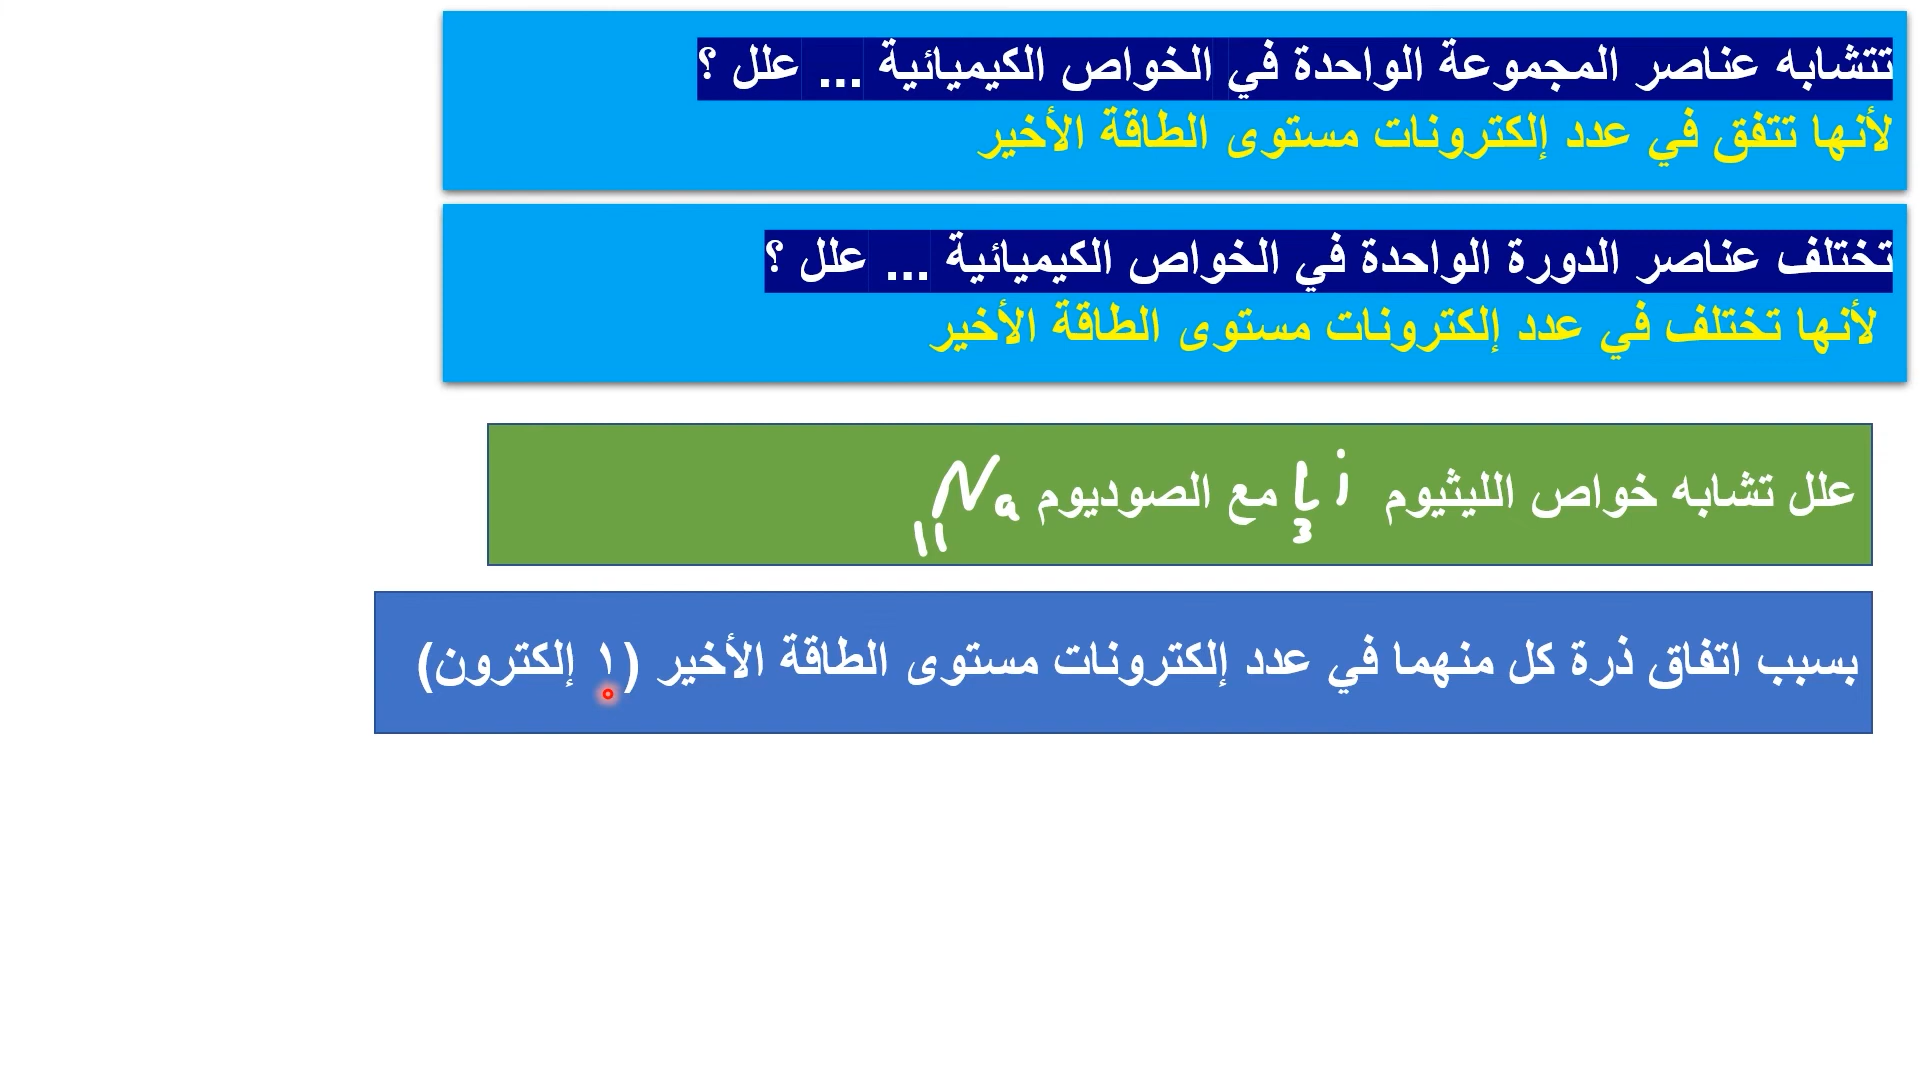 تتشابه عناصر المجموعة الواحدة في الخواص الكيميائية ... علل ؟
لأنها تتفق في عدد إلكترونات مستوى الطاقة الأخير
تختلف عناصر الدورة الواحدة في الخواص الكيميائية ... علل ؟
لأنها تختلف في عدد إلكترونات مستوى الطاقة الأخير
علل تشابه خواص الليثيوم Li 3 مع الصوديوم Na 11
بسبب اتفاق ذرة كل منهما في عدد إلكترونات مستوى الطاقة الأخير (١ إلكترون)